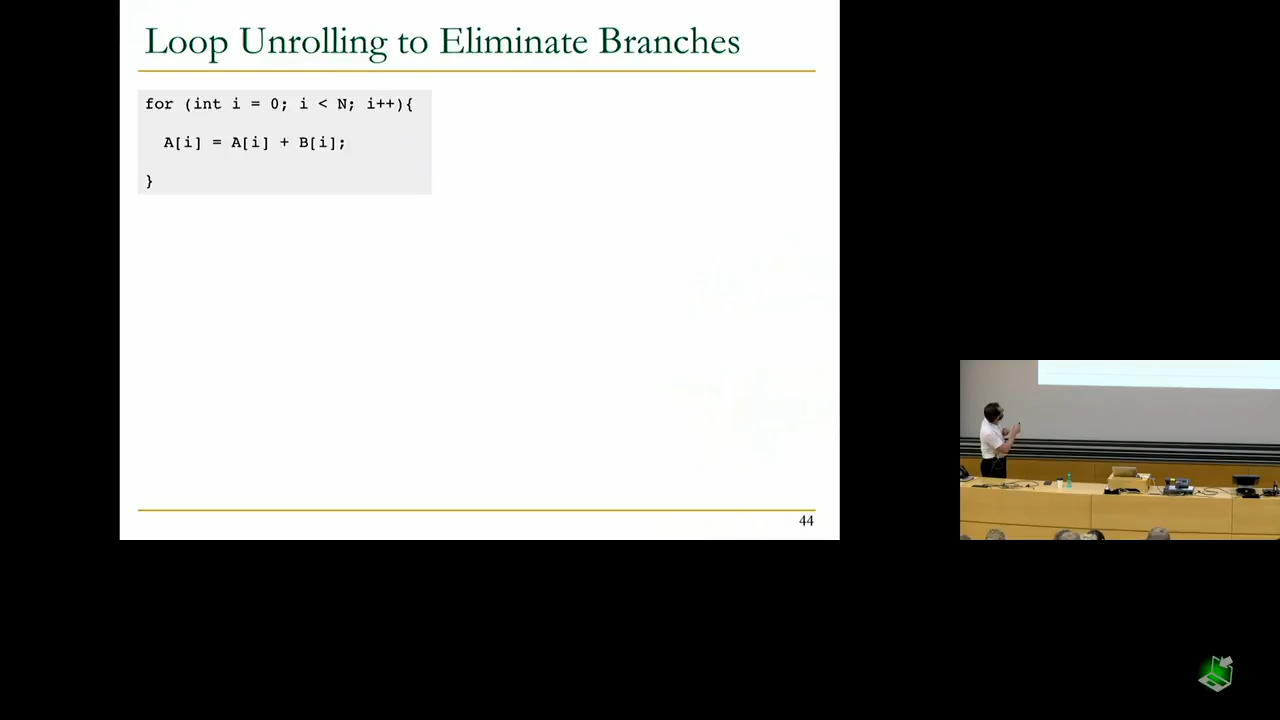 Loop Unrolling to Eliminate Branches
for (int i = 0; i < N; i++){
A[i] = A[i] + B[i];
}
44